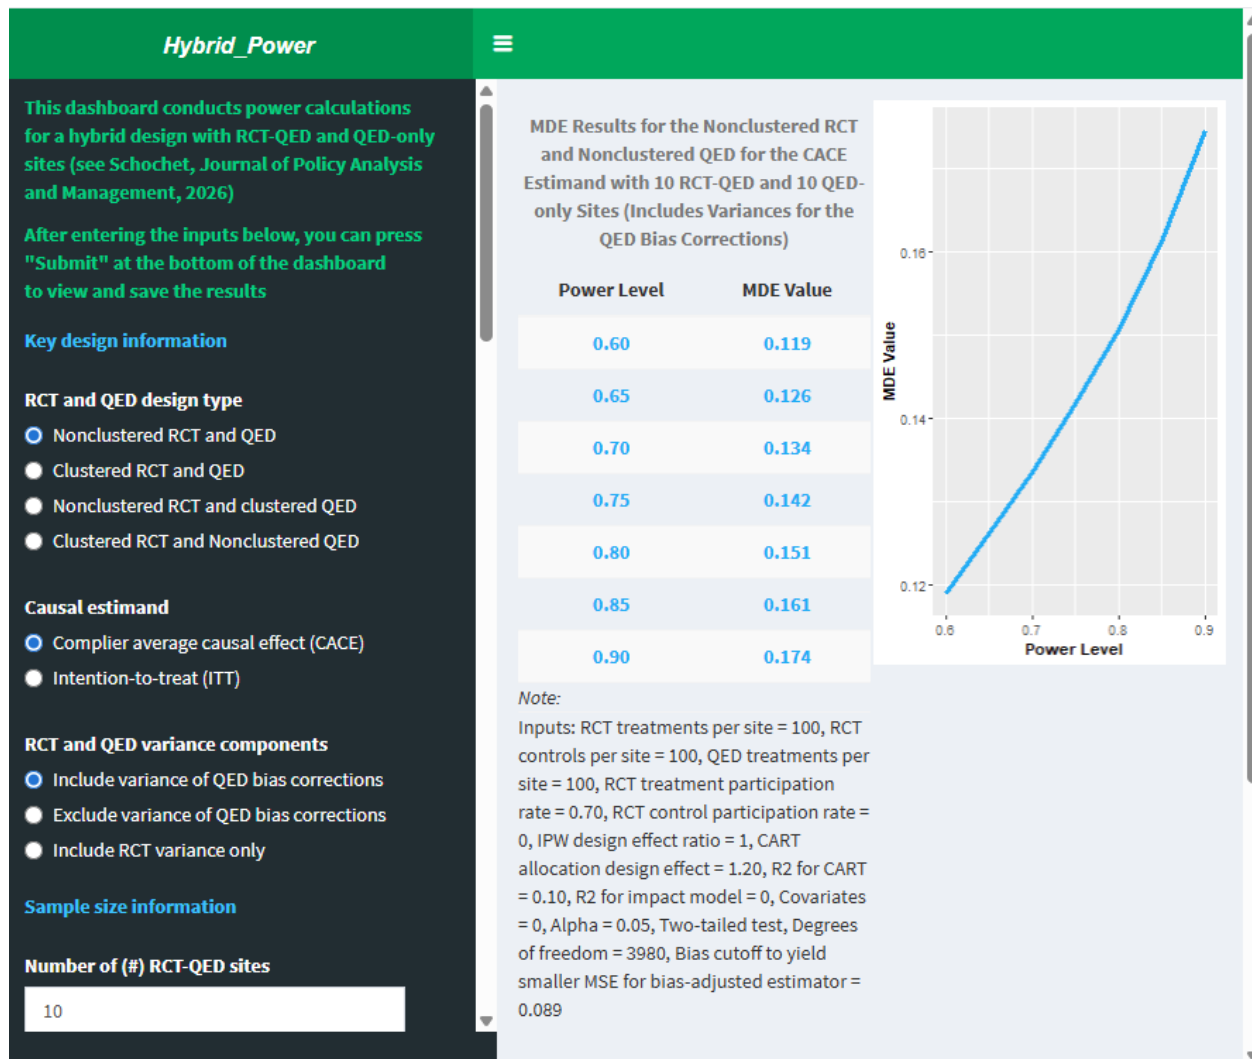 Hybrid_Power
This dashboard conducts power calculations
for a hybrid design with RCT-QED and QED-only
sites (see Schochet, Journal of Policy Analysis
and Management, 2026)
After entering the inputs below, you can press
"Submit" at the bottom of the dashboard
to view and save the results
Key design information
RCT and QED design type
Nonclustered RCT and QED
Clustered RCT and QED
Nonclustered RCT and clustered QED
Clustered RCT and Nonclustered QED
Causal estimand
Complier average causal effect (CACE)
Intention-to-treat (ITT)
RCT and QED variance components
Include variance of QED bias corrections
Exclude variance of QED bias corrections
Include RCT variance only
Sample size information
Number of (#) RCT-QED sites
10
MDE Results for the Nonclustered RCT
and Nonclustered QED for the CACE
Estimand with 10 RCT-QED and 10 QED-
only Sites (Includes Variances for the
QED Bias Corrections)
Power Level MDE Value
0.60 0.119
0.65 0.126
0.70 0.134
0.75 0.142
0.80 0.151
0.85 0.161
0.90 0.174
Note:
Inputs: RCT treatments per site = 100, RCT
controls per site = 100, QED treatments per
site = 100, RCT treatment participation
rate = 0.70, RCT control participation rate =
0, IPW design effect ratio = 1, CART
allocation design effect = 1.20, R2 for CART
= 0.10, R2 for impact model = 0, Covariates
= 0, Alpha = 0.05, Two-tailed test, Degrees
of freedom = 3980, Bias cutoff to yield
smaller MSE for bias-adjusted estimator =
0.089
MDE Value
0.16
0.14
0.12
0.6 0.7 0.8 0.9
Power Level